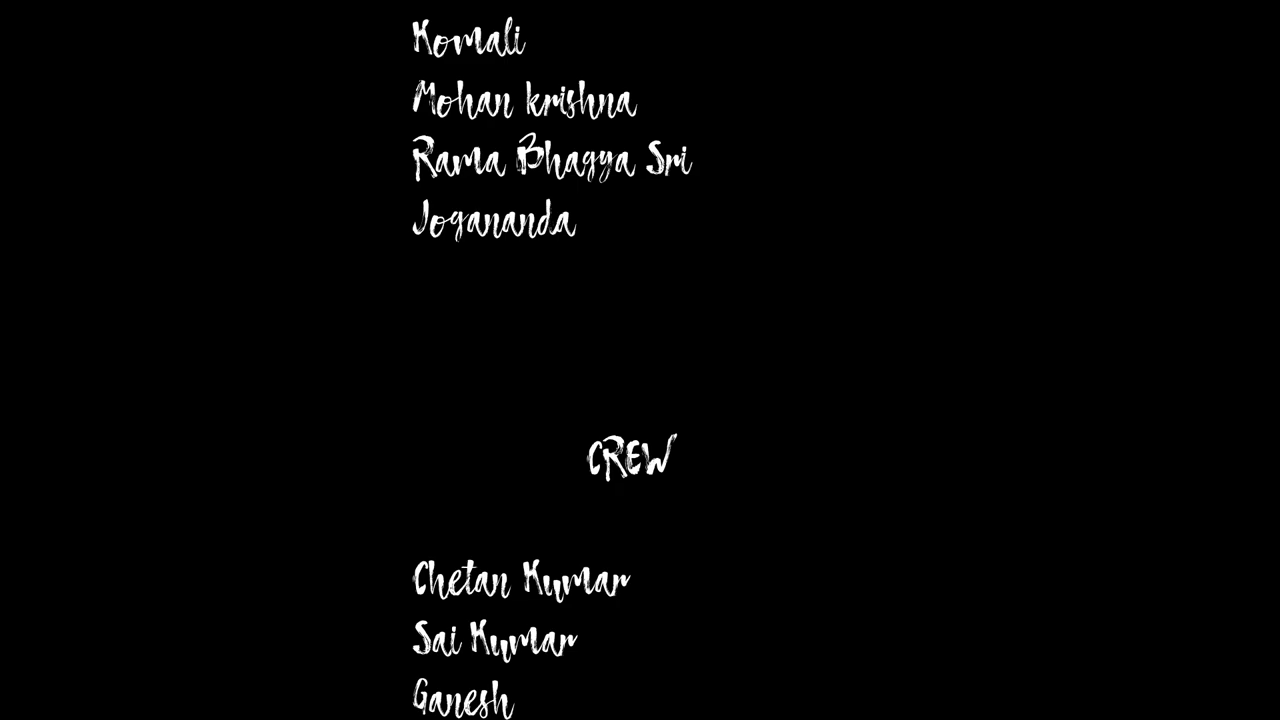 Komali
Mohan krishna
Rama Bhagya Sri
Jogananda
CREW
Chetan Kumar
Sai Kumar
Ganesh